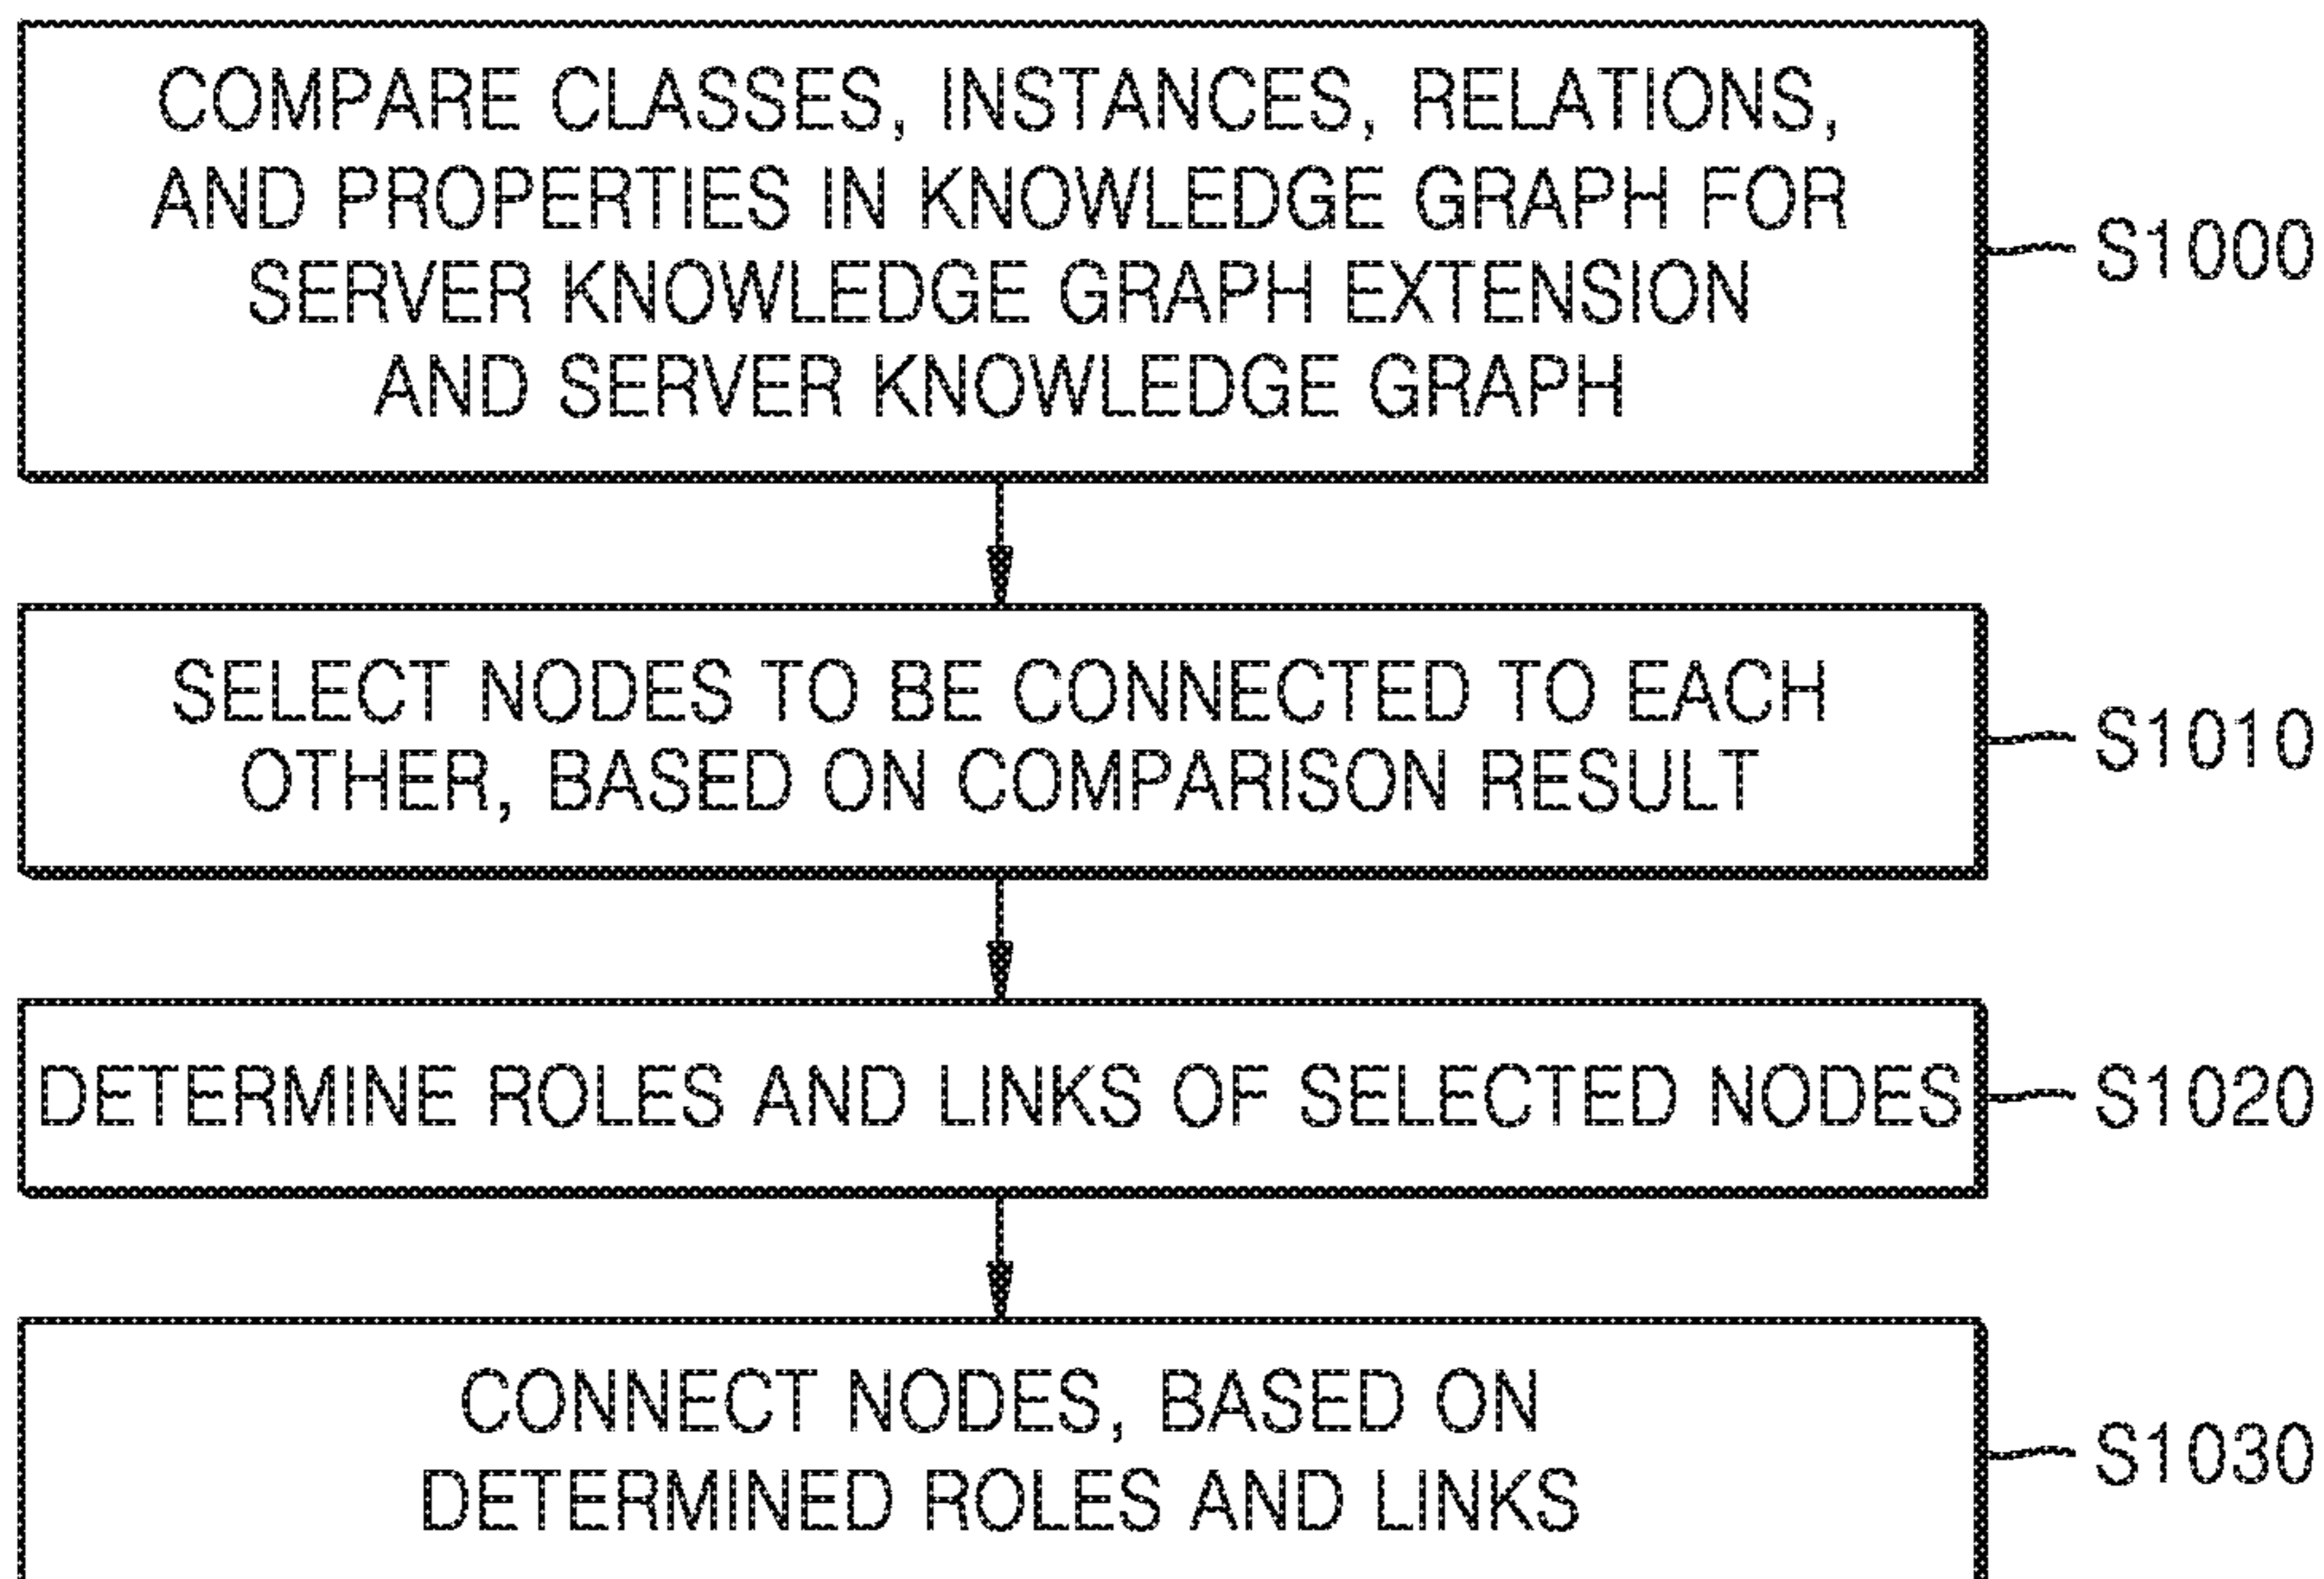 COMPARE CLASSES, INSTANCES, RELATIONS,
AND PROPERTIES IN KNOWLEDGE GRAPH FOR
SERVER KNOWLEDGE GRAPH EXTENSION
AND SERVER KNOWLEDGE GRAPH
S1000
SELECT NODES TO BE CONNECTED TO EACH
OTHER, BASED ON COMPARISON RESULT
S1010
DETERMINE ROLES AND LINKS OF SELECTED NODES
S1020
CONNECT NODES, BASED ON
DETERMINED ROLES AND LINKS
S1030